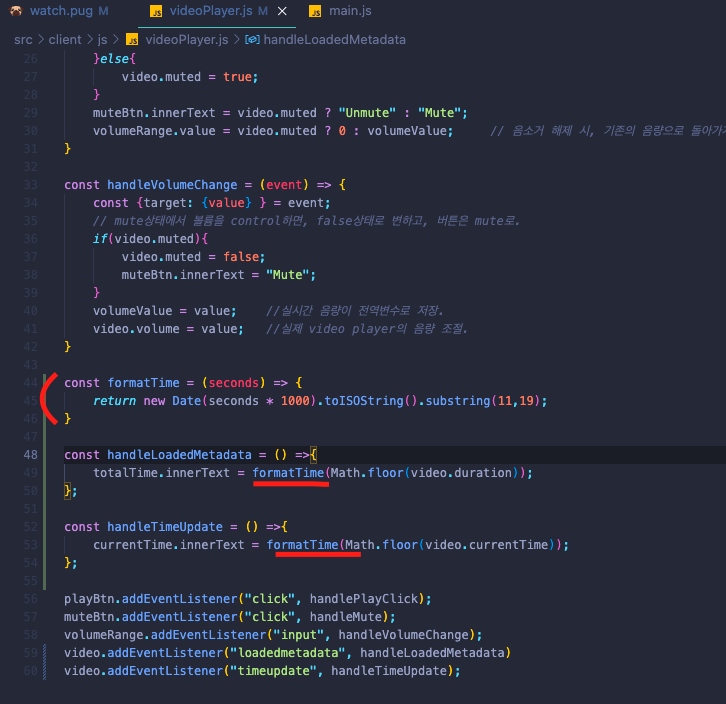 watch.pug M
JS videoPlayer.js M ×
JS main.js
src > client > js > JS videoPlayer.js > handleLoadedMetadata
26 }else{
27 video.muted = true;
28 }
29 muteBtn.innerText = video.muted ? "Unmute" : "Mute";
30 volumeRange.value = video.muted ? 0 : volumeValue; // 음소거 해제 시, 기존의 음량으로 돌아가
31 }
32
33 const handleVolumeChange = (event) => {
34 const {target: {value} } = event;
35 // mute상태에서 볼륨을 control하면, false상태로 변하고, 버튼은 mute로.
36 if(video.muted){
37 video.muted = false;
38 muteBtn.innerText = "Mute";
39 }
40 volumeValue = value; //실시간 음량이 전역변수로 저장.
41 video.volume = value; //실제 video player의 음량 조절.
42 }
43
44 const formatTime = (seconds) => {
45 return new Date(seconds * 1000).toISOString().substring(11,19);
46 }
47
48 const handleLoadedMetadata = () =>{
49 totalTime.innerText = formatTime(Math.floor(video.duration));
50 };
51
52 const handleTimeUpdate = () =>{
53 currentTime.innerText = formatTime(Math.floor(video.currentTime));
54 };
55
56 playBtn.addEventListener("click", handlePlayClick);
57 muteBtn.addEventListener("click", handleMute);
58 volumeRange.addEventListener("input", handleVolumeChange);
59 video.addEventListener("loadedmetadata", handleLoadedMetadata)
60 video.addEventListener("timeupdate", handleTimeUpdate);